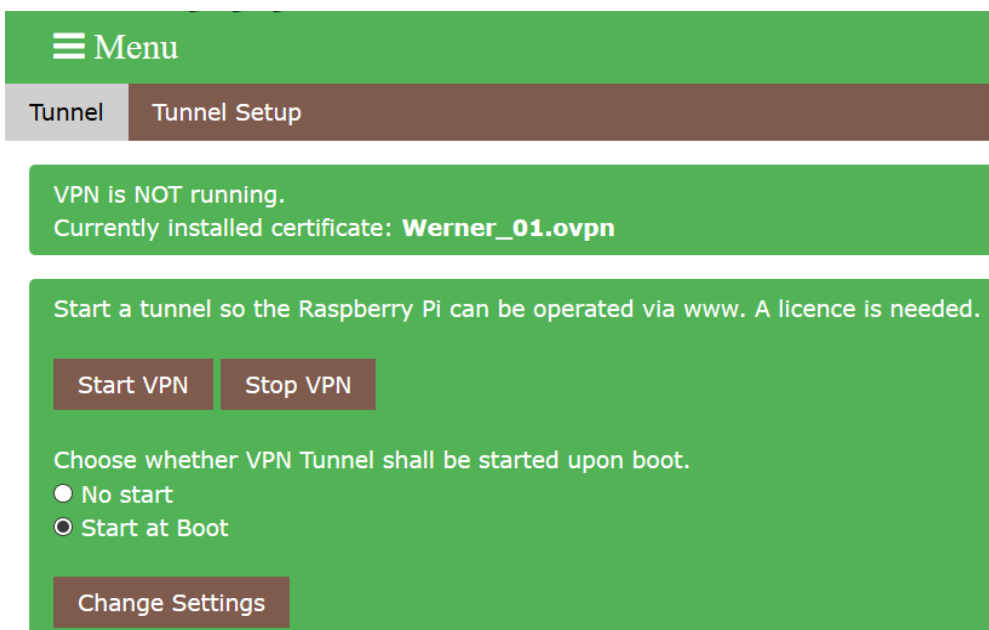 Menu
Tunnel Tunnel Setup
VPN is NOT running.
Currently installed certificate: Werner_01.ovpn
Start a tunnel so the Raspberry Pi can be operated via www. A licence is needed.
Start VPN Stop VPN
Choose whether VPN Tunnel shall be started upon boot.
No start
Start at Boot
Change Settings